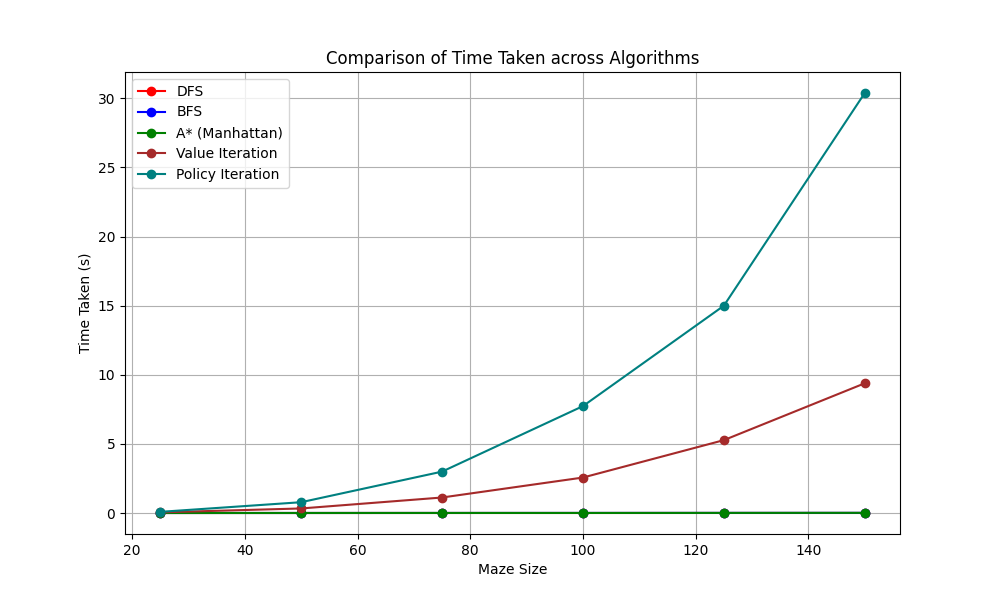 Comparison of Time Taken across Algorithms
DFS
BFS
A* (Manhattan)
Value Iteration
Policy Iteration
Time Taken (s)
30
25
20
15
10
5
0
20
40
60
80
100
120
140
Maze Size